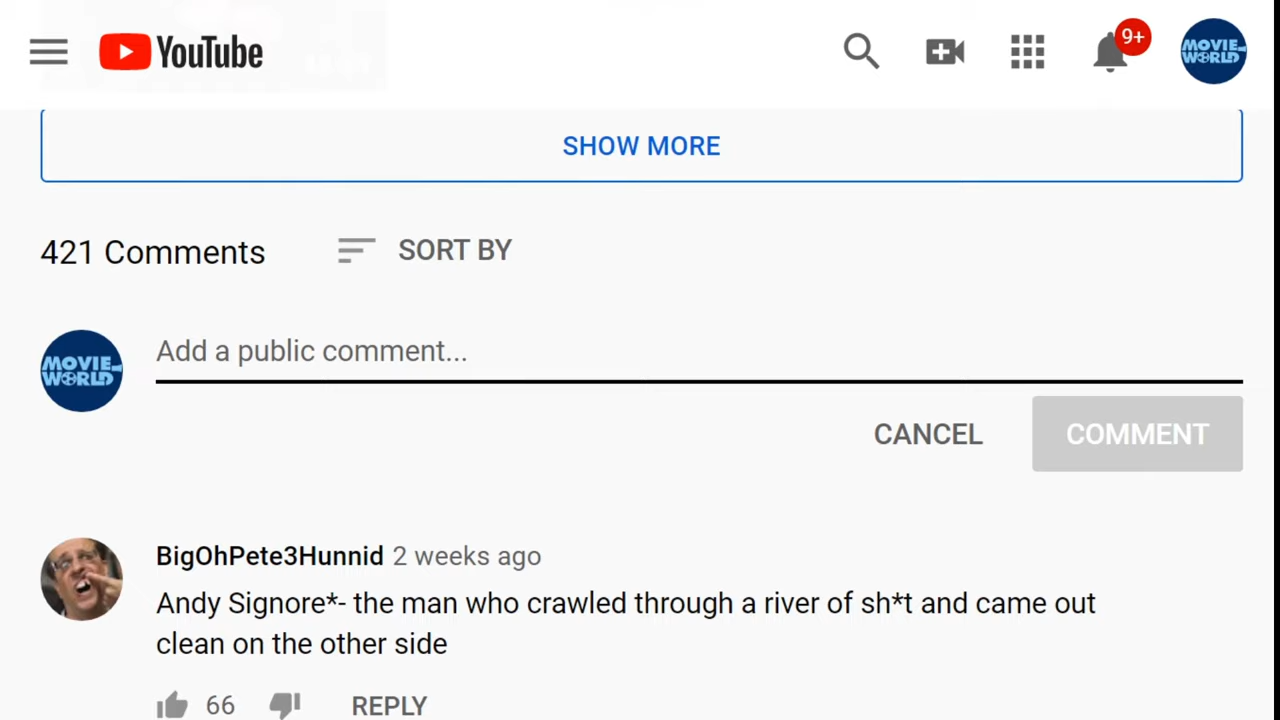 YouTube
9+
MOVIE
WORLD
SHOW MORE
421 Comments
SORT BY
MOVIE
WORLD
Add a public comment...
CANCEL
COMMENT
BigOhPete3Hunnid 2 weeks ago
Andy Signore*- the man who crawled through a river of sh*t and came out
clean on the other side
66
REPLY